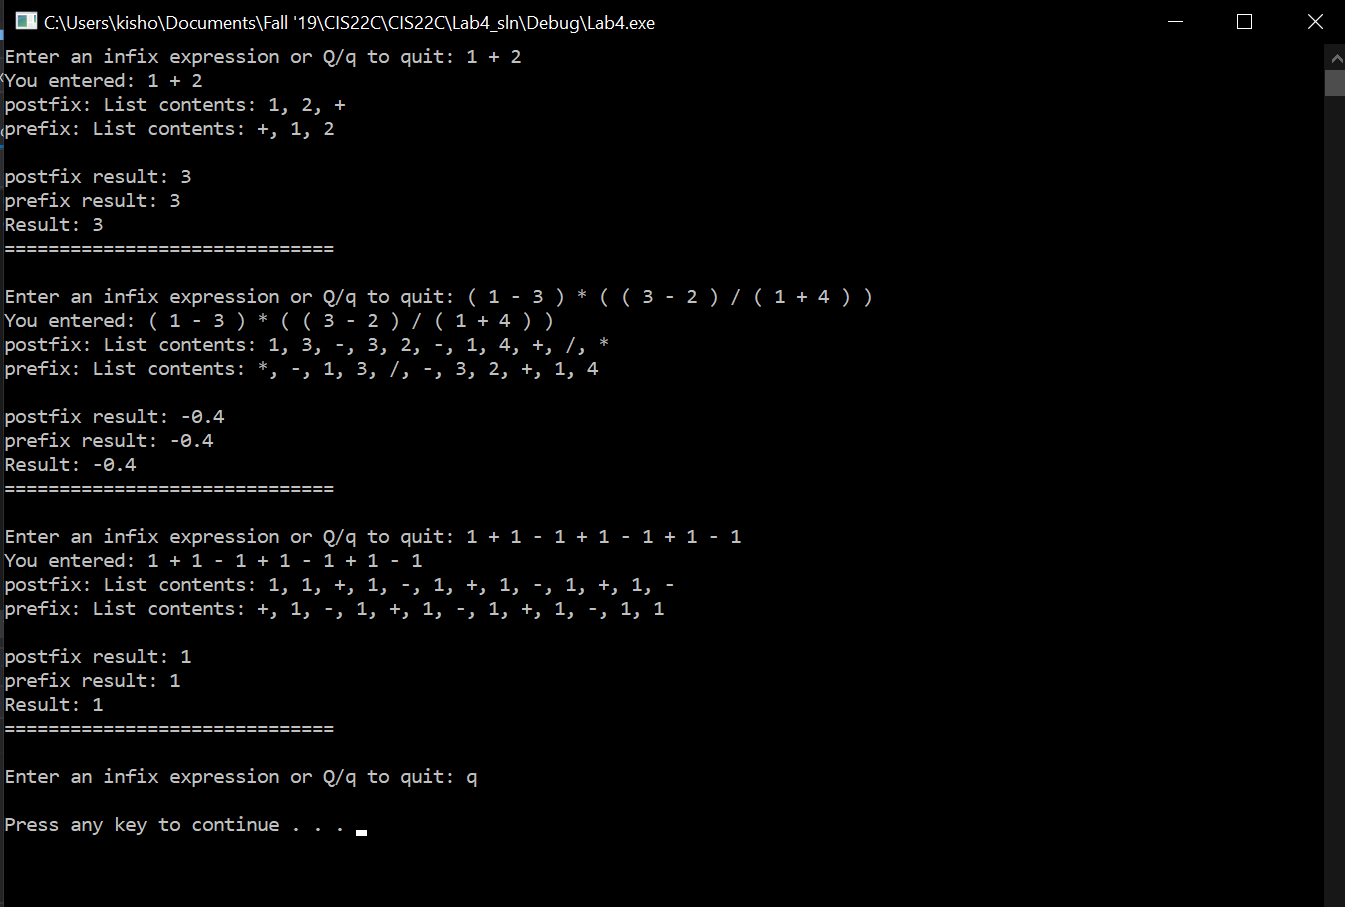 C:\Users\kisho\Documents\Fall '19\CIS22C\CIS22C\Lab4_sln\Debug\Lab4.exe
Enter an infix expression or Q/q to quit: 1 + 2
You entered: 1 + 2
postfix: List contents: 1, 2, +
prefix: List contents: +, 1, 2
postfix result: 3
prefix result: 3
Result: 3
==============================
Enter an infix expression or Q/q to quit: ( 1 - 3 ) * ( ( 3 - 2 ) / ( 1 + 4 ) )
You entered: ( 1 - 3 ) * ( ( 3 - 2 ) / ( 1 + 4 ) )
postfix: List contents: 1, 3, -, 3, 2, -, 1, 4, +, /, *
prefix: List contents: *, -, 1, 3, /, -, 3, 2, +, 1, 4
postfix result: -0.4
prefix result: -0.4
Result: -0.4
==============================
Enter an infix expression or Q/q to quit: 1 + 1 - 1 + 1 - 1 + 1 - 1
You entered: 1 + 1 - 1 + 1 - 1 + 1 - 1
postfix: List contents: 1, 1, +, 1, -, 1, +, 1, -, 1, +, 1, -
prefix: List contents: +, 1, -, 1, +, 1, -, 1, +, 1, -, 1, 1
postfix result: 1
prefix result: 1
Result: 1
==============================
Enter an infix expression or Q/q to quit: q
Press any key to continue . . .